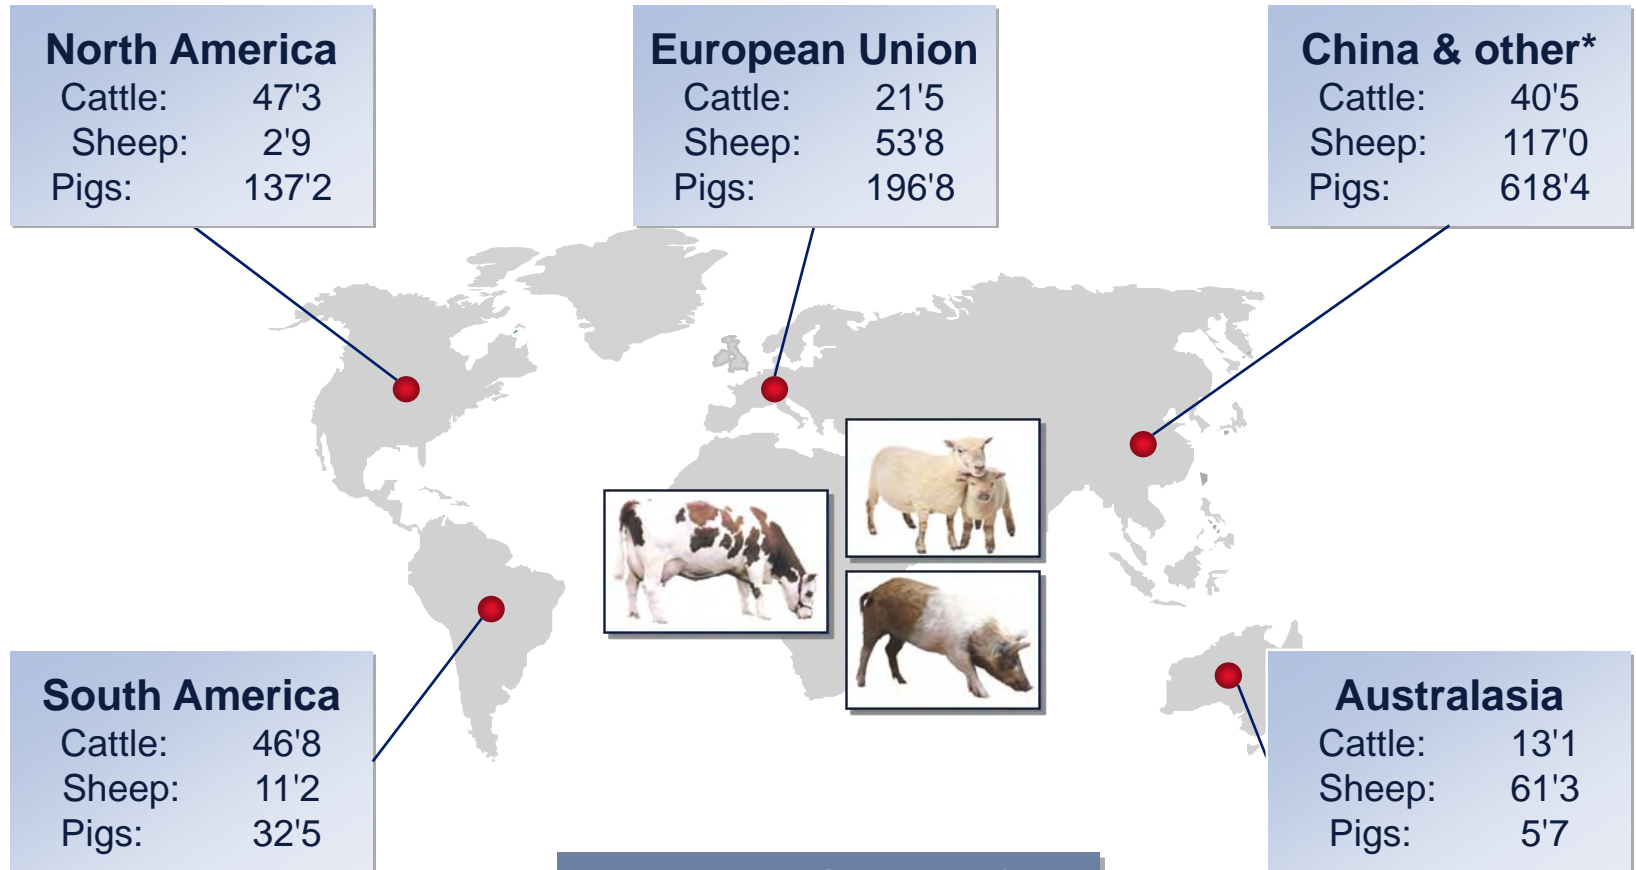 North America
Cattle: 47'3
Sheep: 2'9
Pigs: 137'2
European Union
Cattle: 21'5
Sheep: 53'8
Pigs: 196'8
China & other*
Cattle: 40'5
Sheep: 117'0
Pigs: 618'4
South America
Cattle: 46'8
Sheep: 11'2
Pigs: 32'5
Australasia
Cattle: 13'1
Sheep: 61'3
Pigs: 5'7